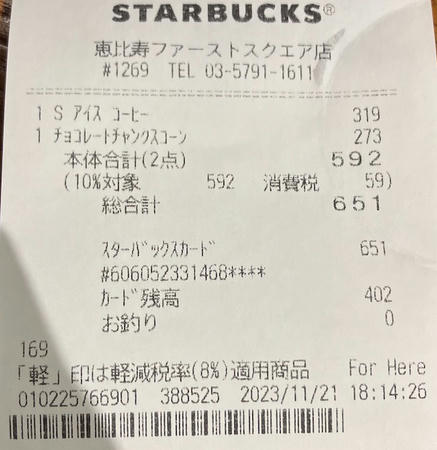 STARBUCKS®
恵比寿ファーストスクエア店
#1269 TEL 03-5791-1611
1 S ｱｲｽ ｺｰﾋｰ 319
1 ﾁｮｺﾚｰﾄﾁｬﾝｸｽｺｰﾝ 273
本体合計(2点) 592
(10%対象 592 消費税 59)
総合計 651
ｽﾀｰﾊﾞｯｸｽｶｰﾄﾞ 651
#606052331468****
ｶｰﾄﾞ残高 402
お釣り 0
169
「軽」印は軽減税率(8%)適用商品 For Here
010225766901 388525 2023/11/21 18:14:26